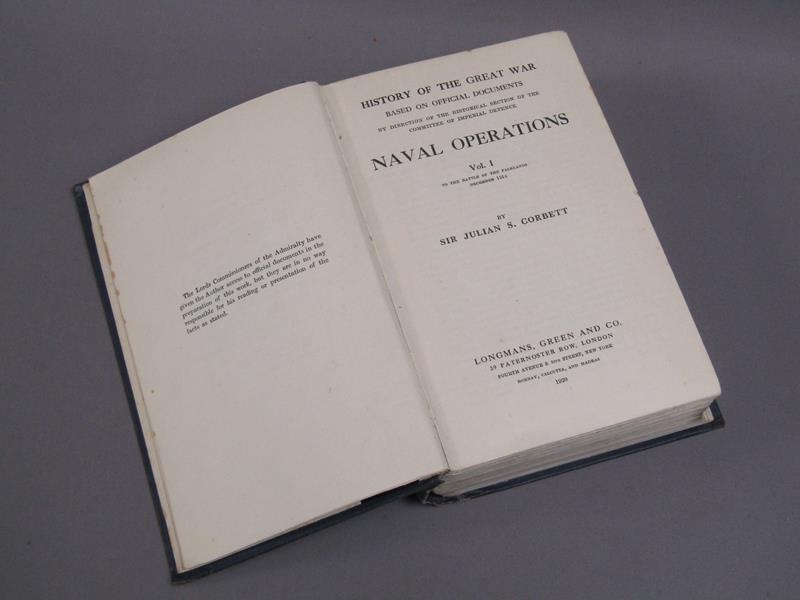 The Lords Commissioners of the Admiralty have
given the Author access to official documents in the
preparation of this work, but they are in no way
responsible for his reading or presentation of the
facts as stated.
HISTORY OF THE GREAT WAR
BASED ON OFFICIAL DOCUMENTS
BY DIRECTION OF THE HISTORICAL SECTION OF THE
COMMITTEE OF IMPERIAL DEFENCE
NAVAL OPERATIONS
Vol. I
TO THE BATTLE OF THE FALKLANDS
DECEMBER 1914
BY
SIR JULIAN S. CORBETT
LONGMANS, GREEN AND CO.
39 PATERNOSTER ROW, LONDON
FOURTH AVENUE & 30TH STREET, NEW YORK
BOMBAY, CALCUTTA, AND MADRAS
1920